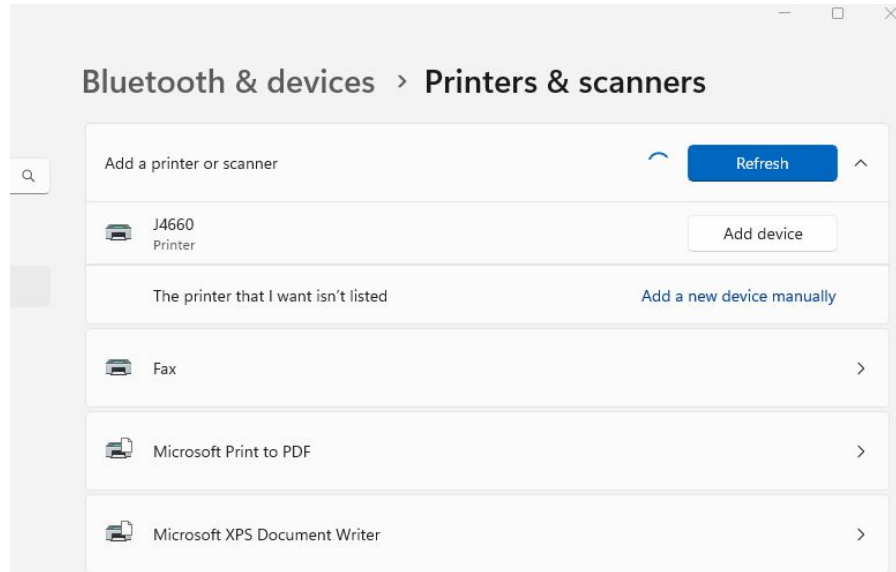 Bluetooth & devices > Printers & scanners
Add a printer or scanner Refresh
J4660
Printer
Add device
The printer that I want isn't listed Add a new device manually
Fax
Microsoft Print to PDF
Microsoft XPS Document Writer